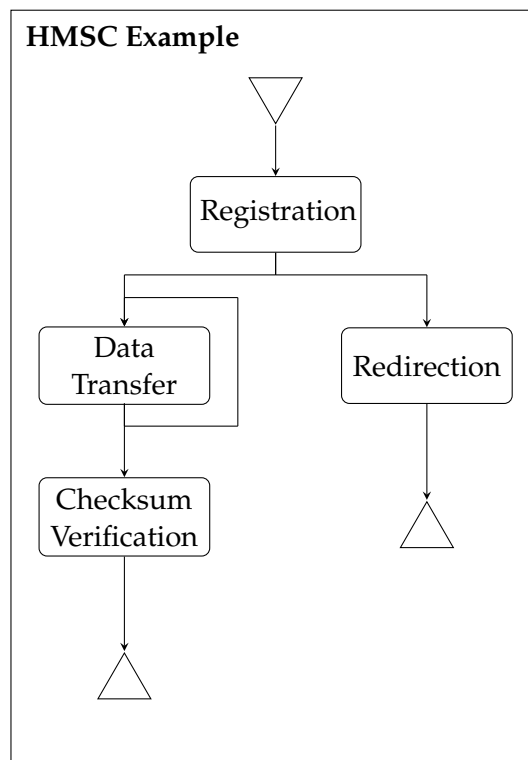 HMSC Example
Registration
Data
Transfer
Redirection
Checksum
Verification